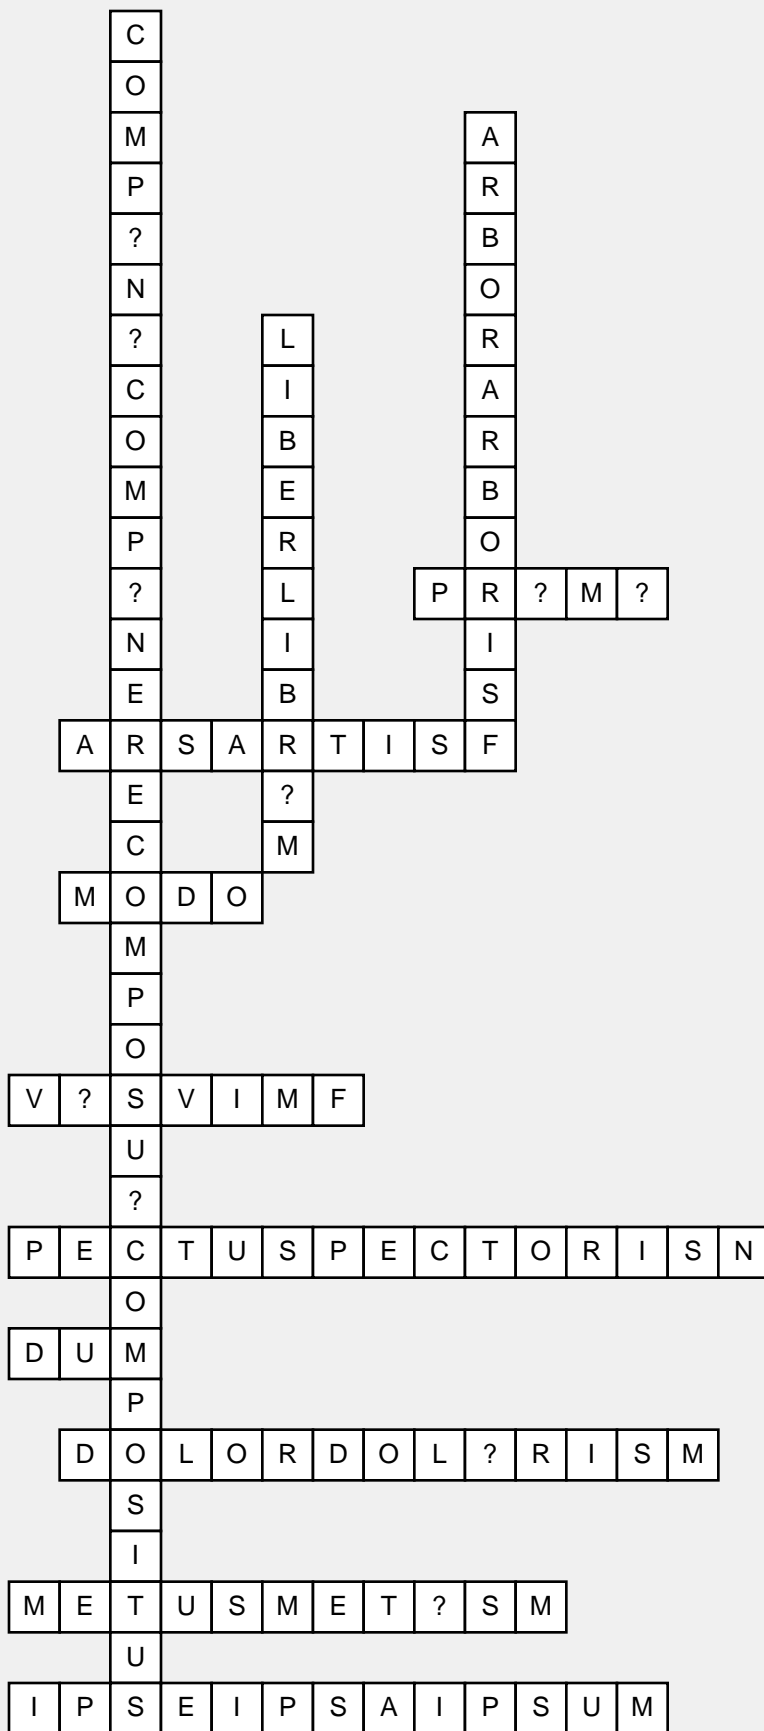 COMP?N?COMP?NERECOMPOSU?COMPOSITUS
ARBORARBORISF
LIBERLIBR?M
PR?M?
ARSARTISF
MODO
V?SVIMF
PECTUSPECTORISN
DUM
DOLORDOL?RISM
METUSMET?SM
IPSEIPSAIPSUM